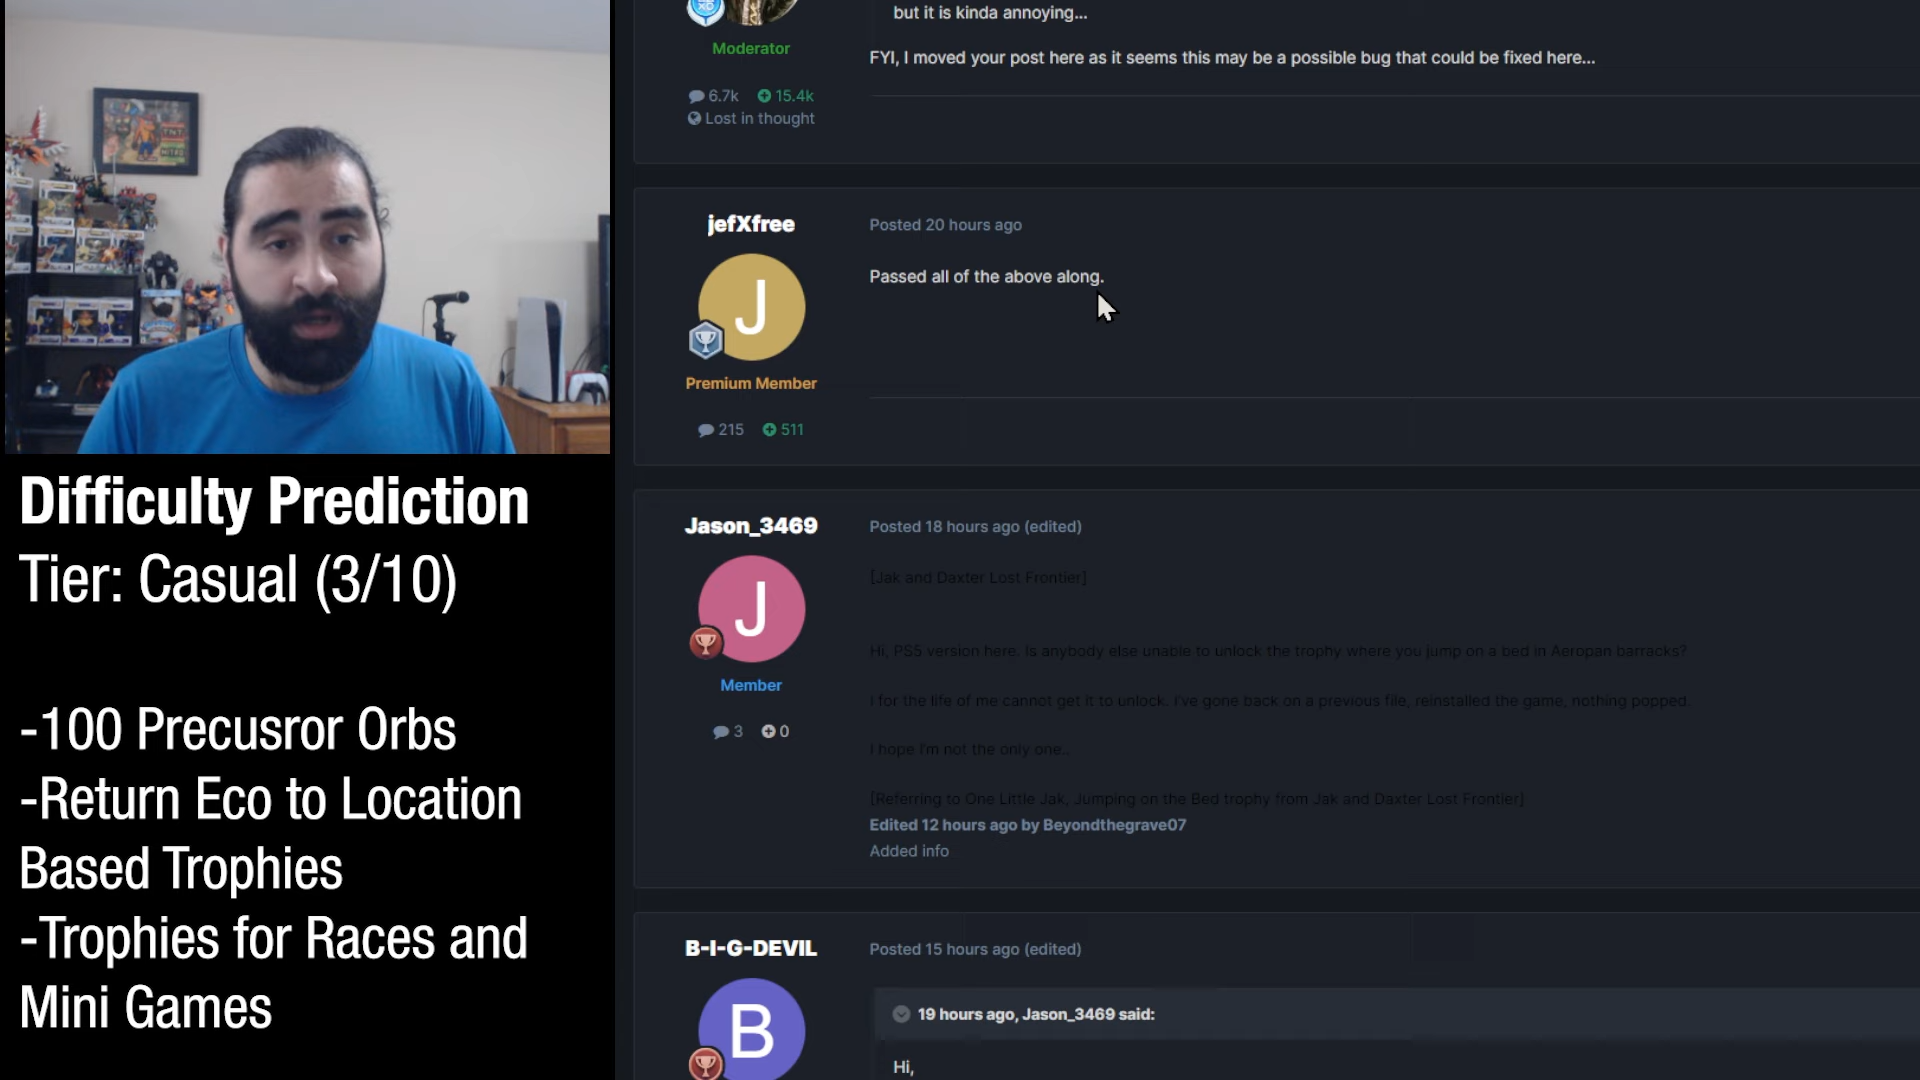 but it is kinda annoying...
Moderator
FYI, I moved your post here as it seems this may be a possible bug that could be fixed here...
6.7k 15.4k
Lost in thought
TNT
NITRO
jefXfree
Posted 20 hours ago
J
Passed all of the above along.
Premium Member
215 511
Jason_3469
Posted 18 hours ago (edited)
J
[Jak and Daxter Lost Frontier]
Hi, PS5 version here. Is anybody else unable to unlock the trophy where you jump on a bed in Aeropan barracks?
Member
I for the life of me cannot get it to unlock. I've gone back on a previous file, reinstalled the game, nothing popped.
3 0
I hope I'm not the only one..
[Referring to One Little Jak, Jumping on the Bed trophy from Jak and Daxter Lost Frontier]
Edited 12 hours ago by Beyondthegrave07
Added info
B-I-G-DEVIL
Posted 15 hours ago (edited)
B
19 hours ago, Jason_3469 said:
Hi,
Difficulty Prediction
Tier: Casual (3/10)
-100 Precusror Orbs
-Return Eco to Location
Based Trophies
-Trophies for Races and
Mini Games